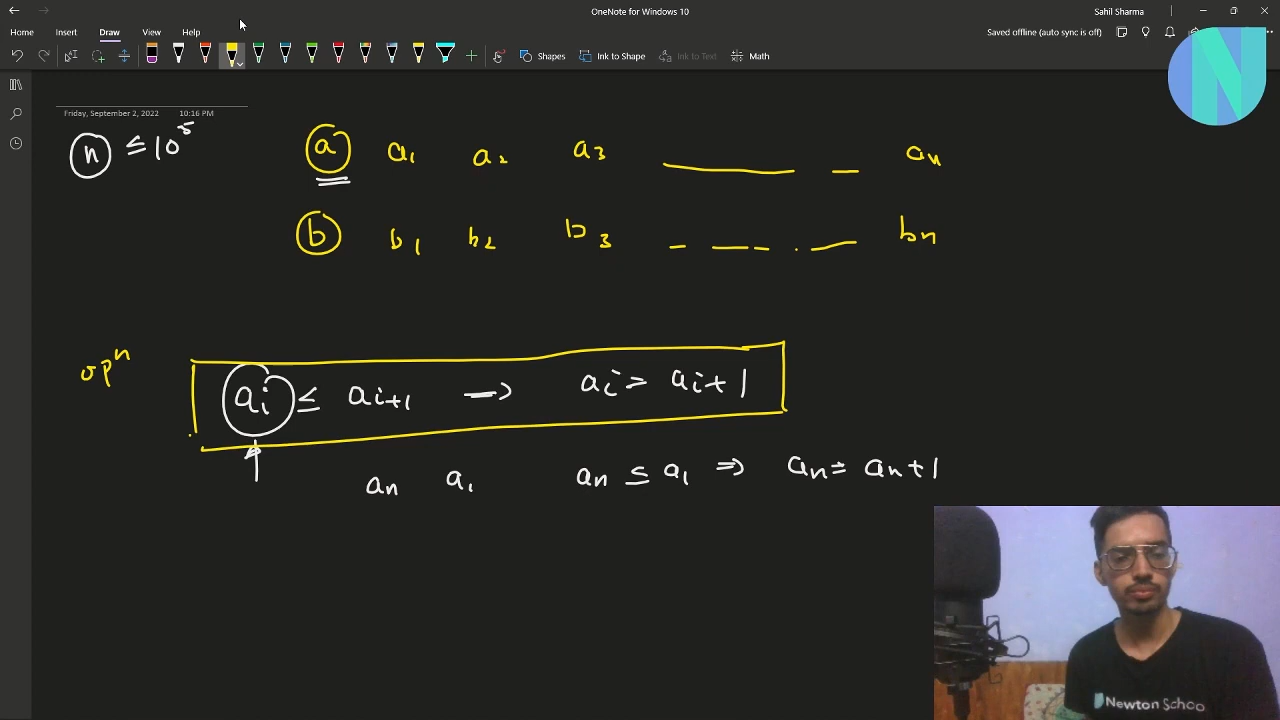 OneNote for Windows 10
Sahil Sharma
Home Insert Draw View Help
Saved offline (auto sync is off)
Shapes Ink to Shape Ink to Text Math
Friday, September 2, 2022 10:16 PM
n ≤ 10^5
a a₁ a₂ a₃ aₙ
b b₁ b₂ b₃ bₙ
opⁿ
aᵢ ≤ aᵢ₊₁ → aᵢ = aᵢ + 1
aₙ a₁ aₙ ≤ a₁ ⇒ aₙ = aₙ + 1
N
Newton Schoo